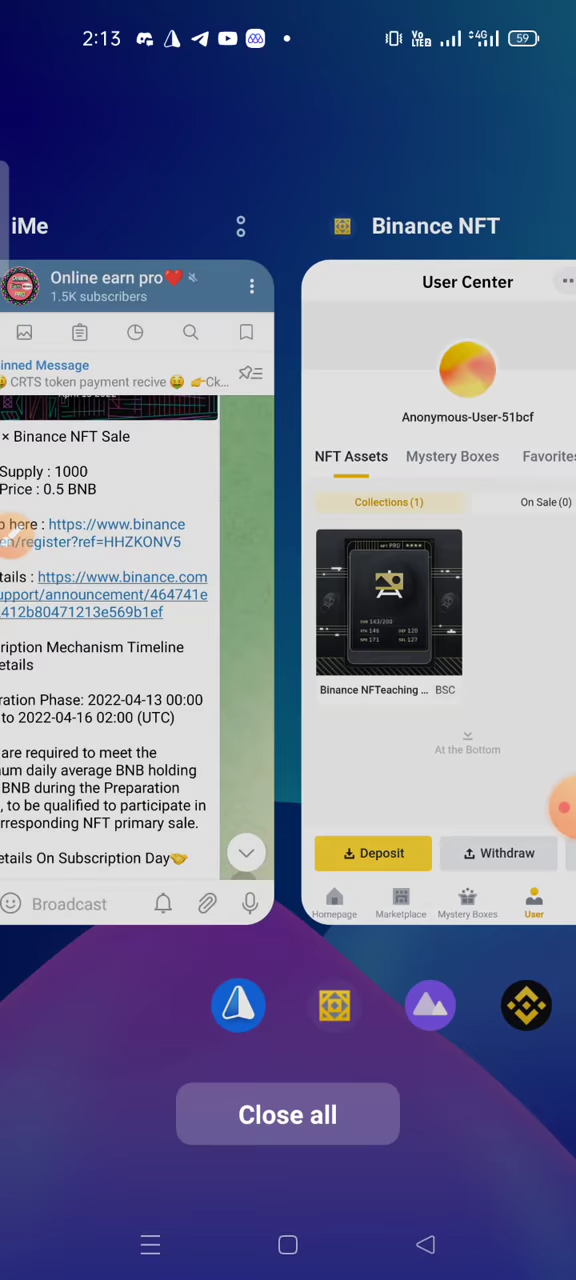 2:13
Vo LTE2 4G 59
iMe
Binance NFT
Online earn pro❤️
1.5K subscribers
inned Message
CRTS token payment recive 🤑 👉Ck...
× Binance NFT Sale
Supply : 1000
Price : 0.5 BNB
p here : https://www.binance
en/register?ref=HHZKONV5
tails : https://www.binance.com
upport/announcement/464741e
412b80471213e569b1ef
ription Mechanism Timeline
etails
ration Phase: 2022-04-13 00:00
to 2022-04-16 02:00 (UTC)
are required to meet the
um daily average BNB holding
BNB during the Preparation
, to be qualified to participate in
rresponding NFT primary sale.
etails On Subscription Day🤝
Broadcast
User Center
Anonymous-User-51bcf
NFT Assets Mystery Boxes Favorites
Collections (1) On Sale (0)
Binance NFTeaching ... BSC
At the Bottom
Deposit Withdraw
Homepage Marketplace Mystery Boxes User
Close all